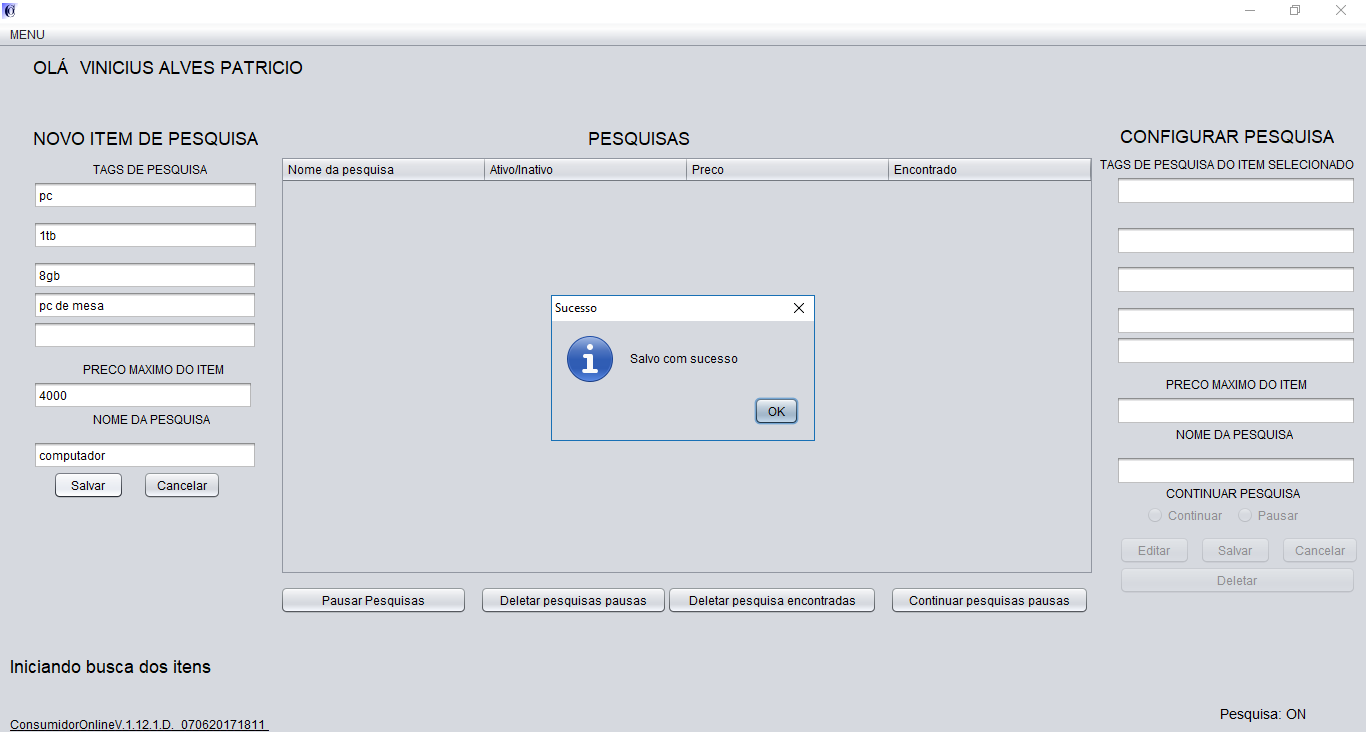 MENU
OLÁ VINICIUS ALVES PATRICIO
NOVO ITEM DE PESQUISA
TAGS DE PESQUISA
pc
1tb
8gb
pc de mesa
PRECO MAXIMO DO ITEM
4000
NOME DA PESQUISA
computador
Salvar Cancelar
PESQUISAS
Nome da pesquisa Ativo/Inativo Preco Encontrado
Sucesso
Salvo com sucesso
OK
Pausar Pesquisas Deletar pesquisas pausas Deletar pesquisa encontradas Continuar pesquisas pausas
CONFIGURAR PESQUISA
TAGS DE PESQUISA DO ITEM SELECIONADO
PRECO MAXIMO DO ITEM
NOME DA PESQUISA
CONTINUAR PESQUISA
Continuar Pausar
Editar Salvar Cancelar
Deletar
Iniciando busca dos itens
ConsumidorOnlineV.1.12.1.D._070620171811_
Pesquisa: ON